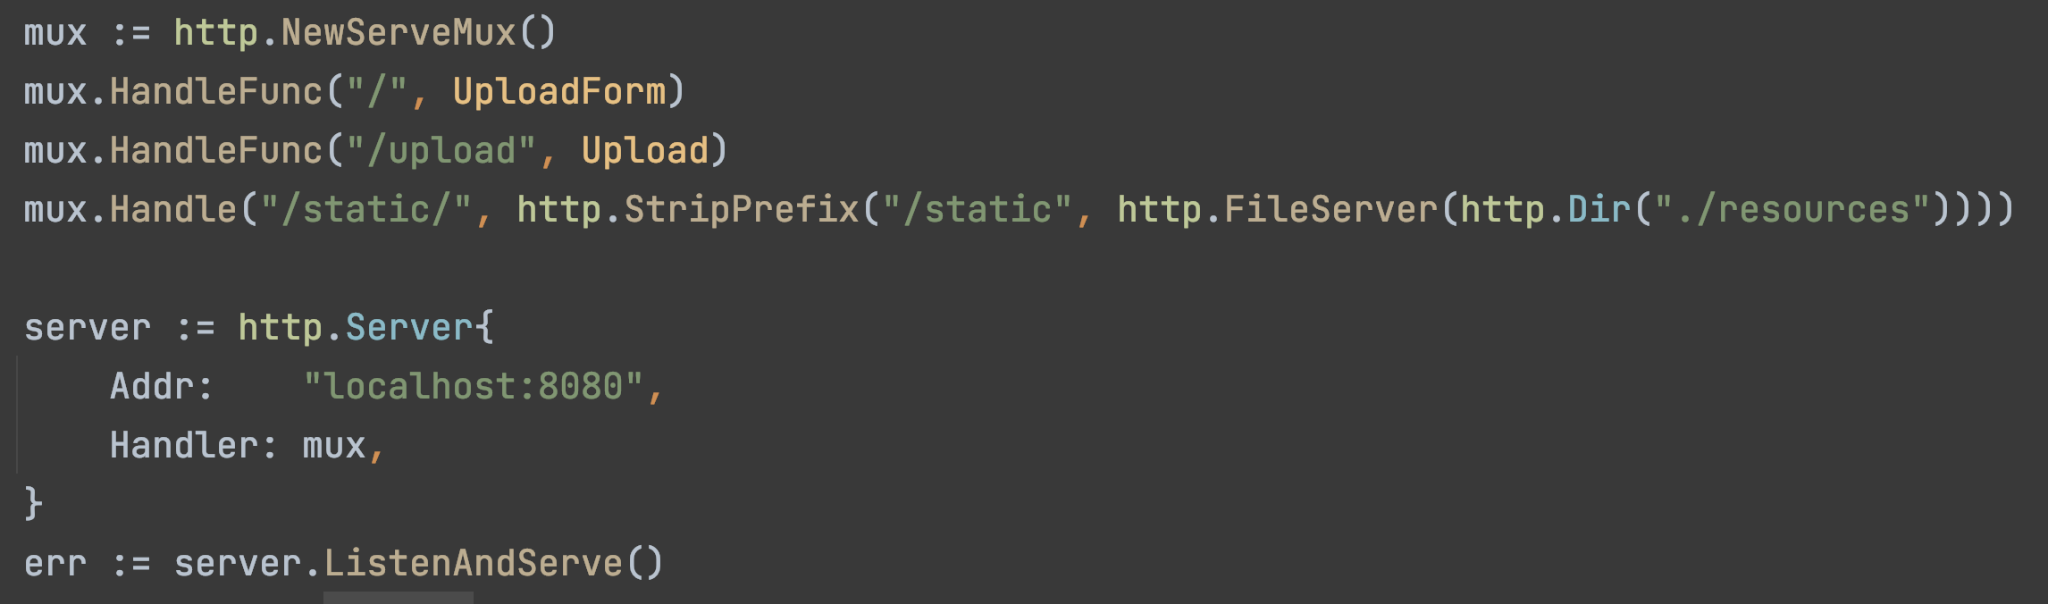 mux := http.NewServeMux()
mux.HandleFunc("/", UploadForm)
mux.HandleFunc("/upload", Upload)
mux.Handle("/static/", http.StripPrefix("/static", http.FileServer(http.Dir("./resources"))))
server := http.Server{
    Addr:    "localhost:8080",
    Handler: mux,
}
err := server.ListenAndServe()